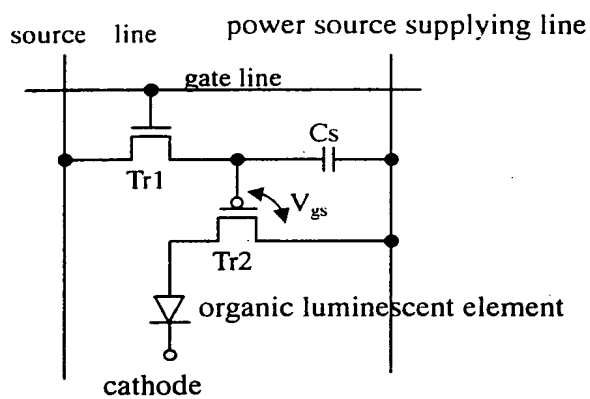 source line
power source supplying line
gate line
Cs
Tr1
Vgs
Tr2
organic luminescent element
cathode